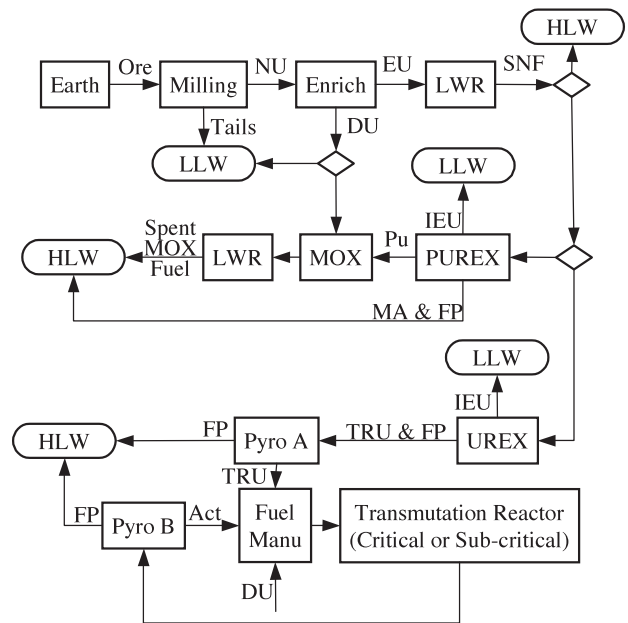 HLW
Earth
Ore
Milling
NU
Enrich
EU
LWR
SNF
Tails
DU
LLW
LLW
IEU
HLW
Spent
MOX
Fuel
LWR
MOX
Pu
PUREX
MA & FP
LLW
IEU
HLW
FP
Pyro A
TRU & FP
UREX
TRU
FP
Pyro B
Act
Fuel
Manu
Transmutation Reactor
(Critical or Sub-critical)
DU